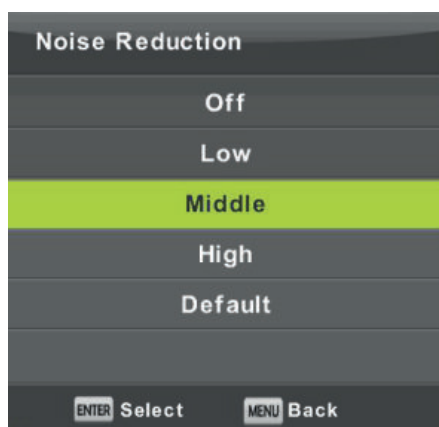 Noise Reduction
Off
Low
Middle
High
Default
ENTER Select MENU Back